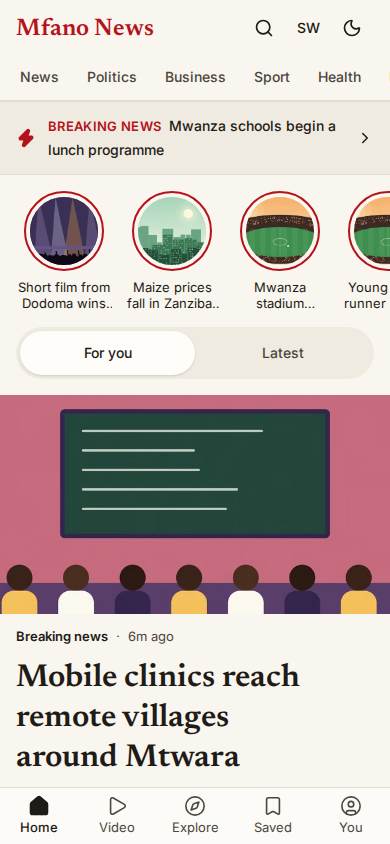 Mfano News
SW
News Politics Business Sport Health
BREAKING NEWS Mwanza schools begin a
lunch programme
Short film from
Dodoma wins..
Maize prices
fall in Zanziba..
Mwanza
stadium...
Young
runner
For you
Latest
Breaking news · 6m ago
Mobile clinics reach
remote villages
around Mtwara
Home
Video
Explore
Saved
You